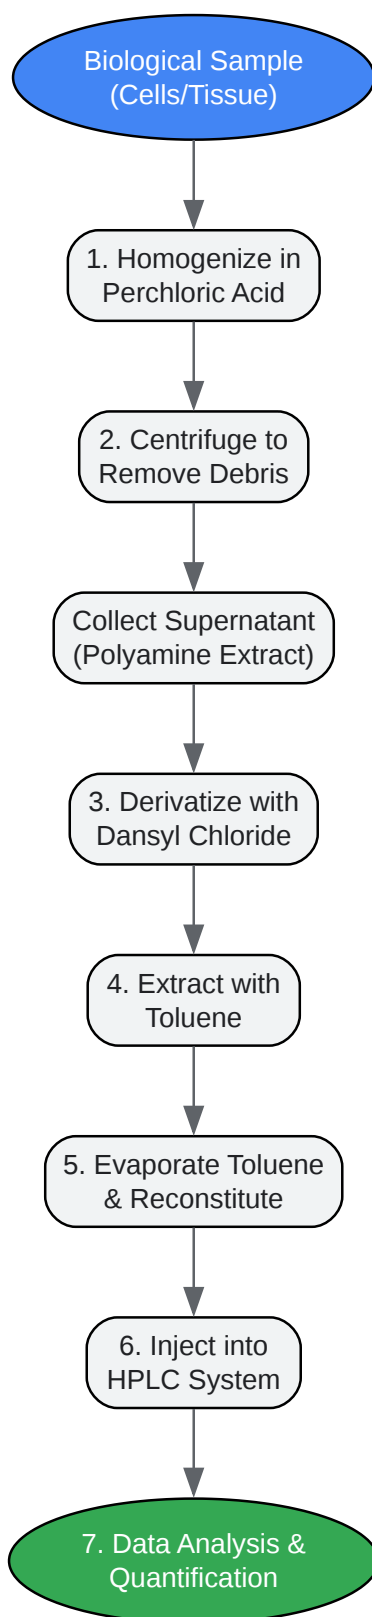 Biological Sample
(Cells/Tissue)
1. Homogenize in
Perchloric Acid
2. Centrifuge to
Remove Debris
Collect Supernatant
(Polyamine Extract)
3. Derivatize with
Dansyl Chloride
4. Extract with
Toluene
5. Evaporate Toluene
& Reconstitute
6. Inject into
HPLC System
7. Data Analysis &
Quantification